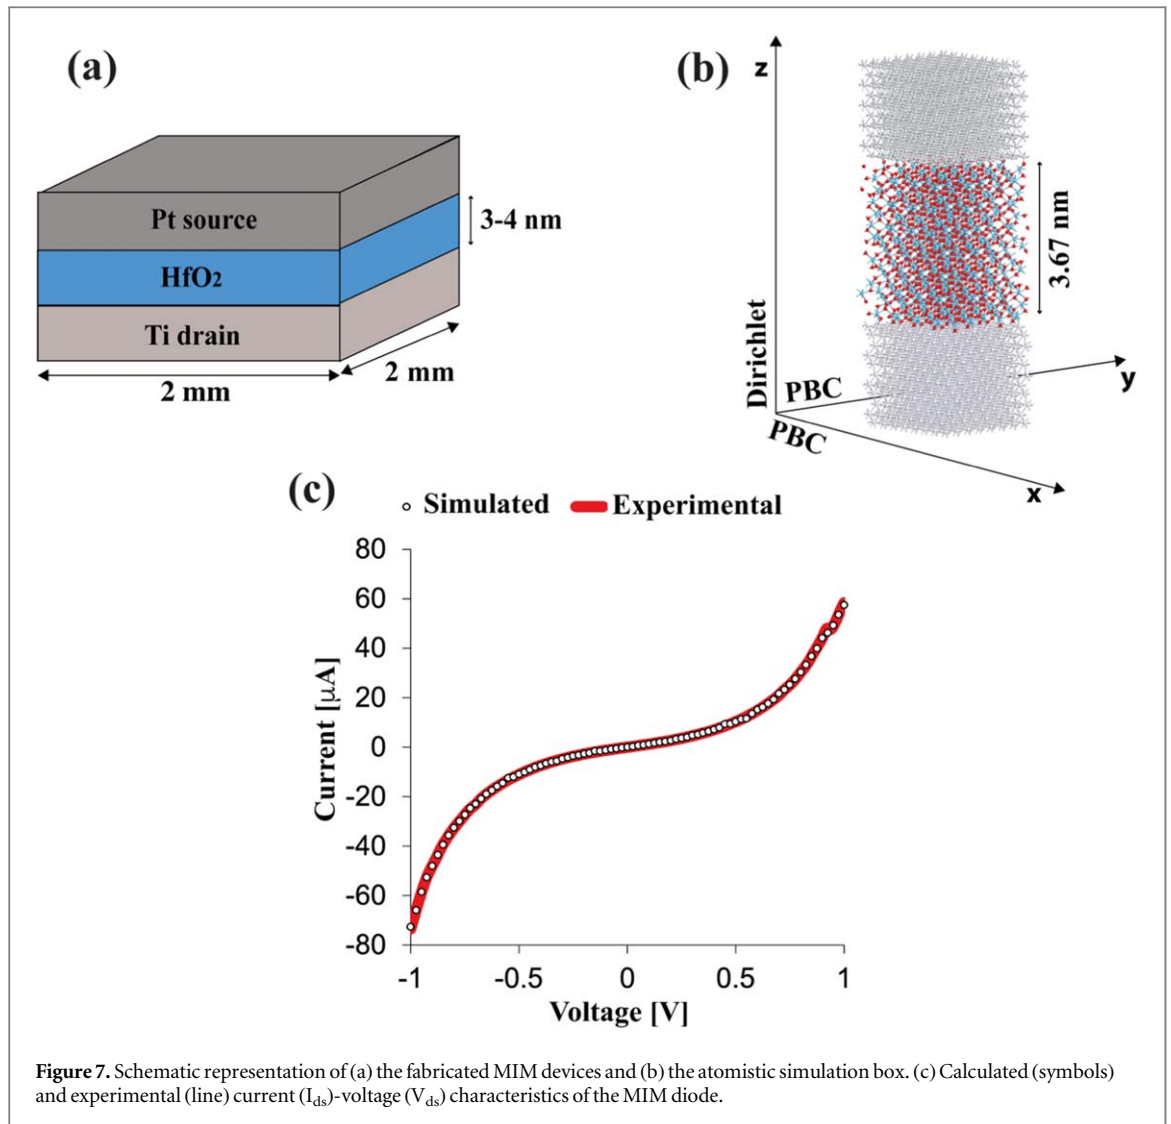 (a)
Pt source
HfO2
Ti drain
3-4 nm
2 mm
2 mm
(b)
z
3.67 nm
Dirichlet
PBC
PBC
y
x
(c)
Simulated
Experimental
Current [µA]
80
60
40
20
0
-20
-40
-60
-80
-1
-0.5
0
0.5
1
Voltage [V]
Figure 7. Schematic representation of (a) the fabricated MIM devices and (b) the atomistic simulation box. (c) Calculated (symbols)
and experimental (line) current (Ids)-voltage (Vds) characteristics of the MIM diode.